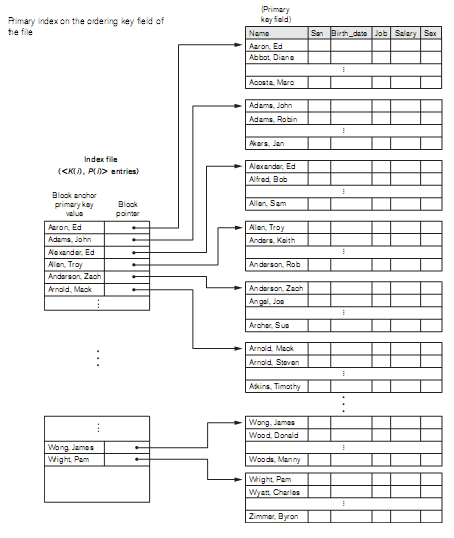 Primary index on the ordering key field of
the file
(Primary
key field)
Name Ssn Birth_date Job Salary Sex
Aaron, Ed
Abbot, Diane
⋮
Acosta, Marc
Adams, John
Adams, Robin
⋮
Akers, Jan
Alexander, Ed
Alfred, Bob
⋮
Allen, Sam
Allen, Troy
Anders, Keith
⋮
Anderson, Rob
Anderson, Zach
Angel, Joe
⋮
Archer, Sue
Arnold, Mack
Arnold, Steven
⋮
Atkins, Timothy
⋮
Wong, James
Wood, Donald
⋮
Woods, Manny
Wright, Pam
Wyatt, Charles
⋮
Zimmer, Byron
Index file
(<K(i), P(i)> entries)
Block anchor
primary key
value
Block
pointer
Aaron, Ed
Adams, John
Alexander, Ed
Allen, Troy
Anderson, Zach
Arnold, Mack
⋮
⋮
⋮
Wong, James
Wright, Pam